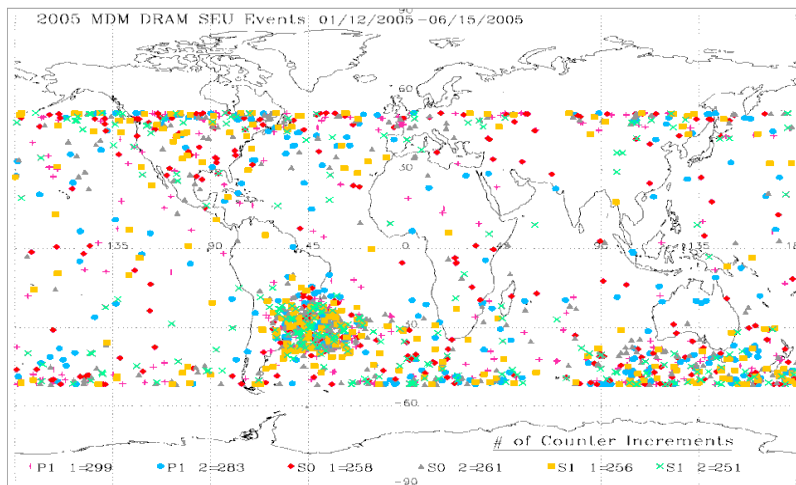 2005 MDM DRAM SEU Events 01/12/2005-06/15/2005
90
60
30
135 90 45 0 45 90 135 18
-30
-60
# of Counter Increments
P1 1=299 P1 2=283 S0 1=258 S0 2=261 S1 1=256 S1 2=251
-90